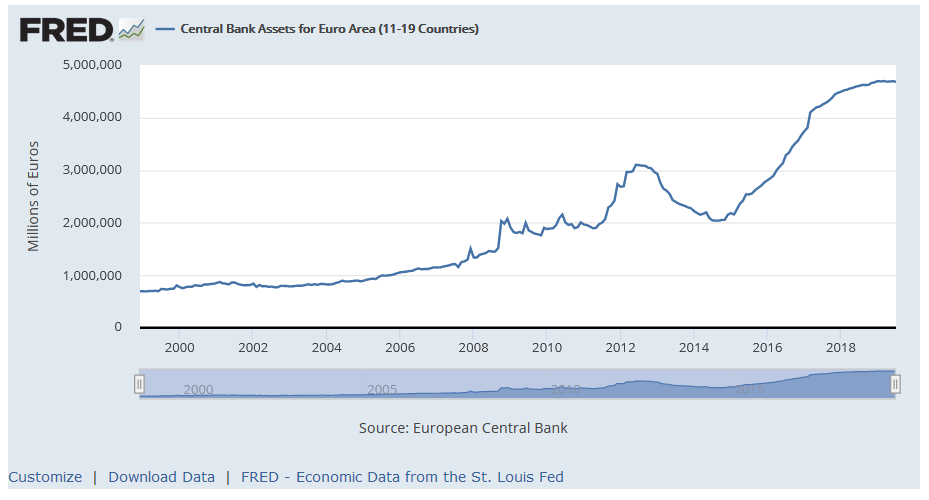 FRED
Central Bank Assets for Euro Area (11-19 Countries)
5,000,000
4,000,000
3,000,000
2,000,000
1,000,000
0
Millions of Euros
2000 2002 2004 2006 2008 2010 2012 2014 2016 2018
2000 2005 2010 2015
Source: European Central Bank
Customize | Download Data | FRED - Economic Data from the St. Louis Fed